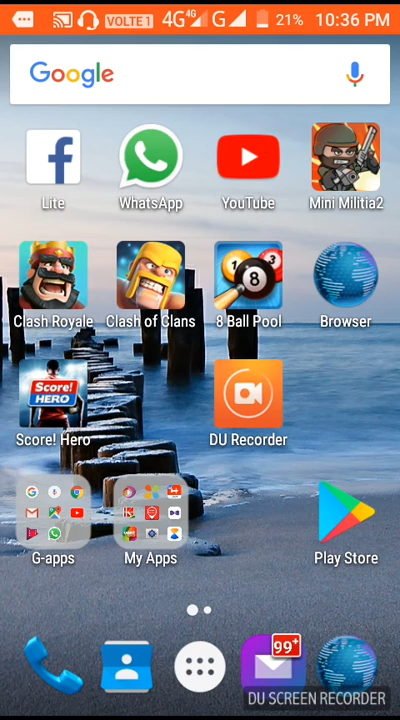 VOLTE 1 4G 4G G 21% 10:36 PM
Google
Lite WhatsApp YouTube Mini Militia2
Clash Royale Clash of Clans 8 Ball Pool Browser
Score! HERO
Score! Hero DU Recorder
G-apps My Apps Play Store
99+
DU SCREEN RECORDER